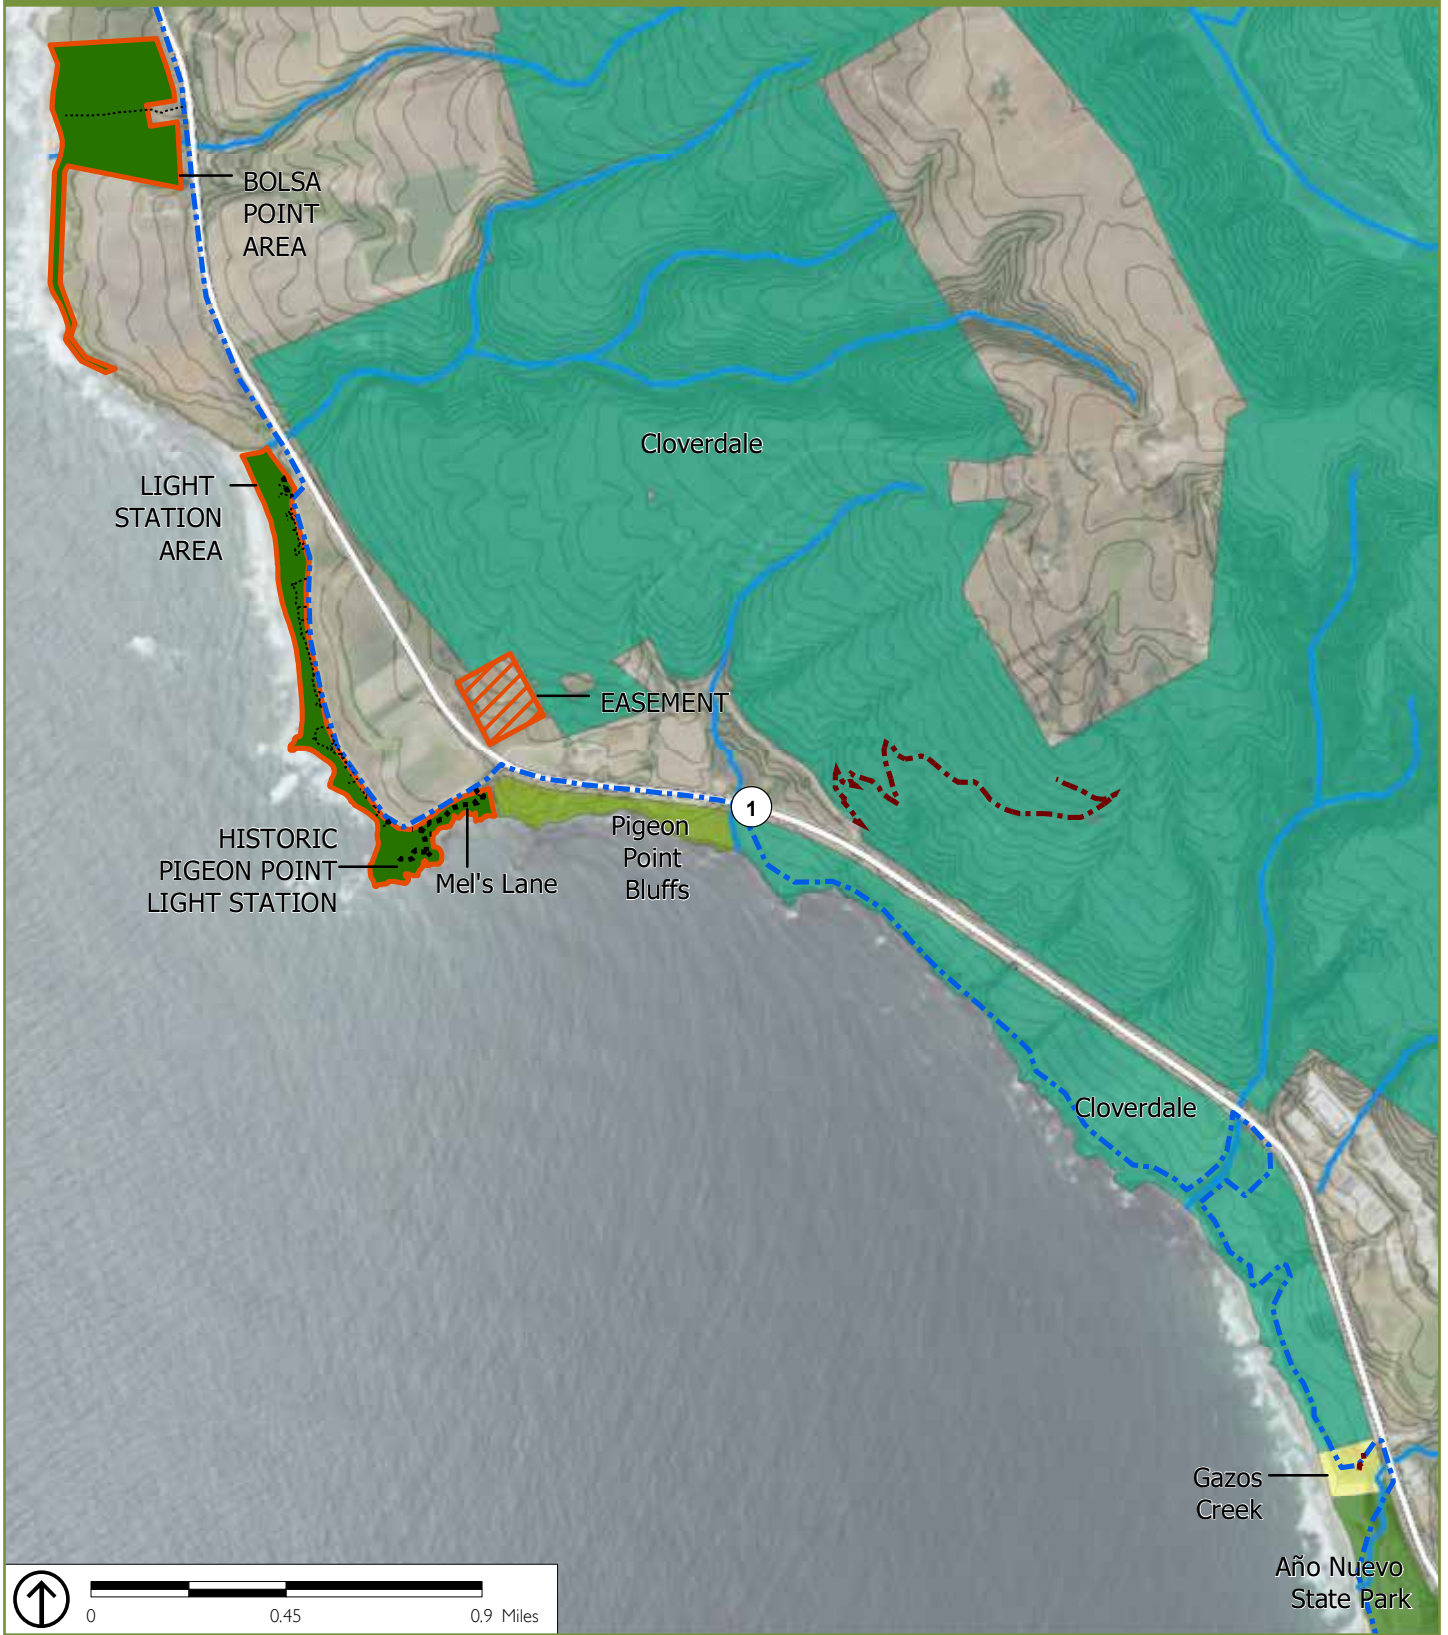 BOLSA
POINT
AREA
Cloverdale
LIGHT
STATION
AREA
EASEMENT
1
HISTORIC
PIGEON POINT
LIGHT STATION
Mel's Lane
Pigeon
Point
Bluffs
Cloverdale
Gazos
Creek
Año Nuevo
State Park
0 0.45 0.9 Miles